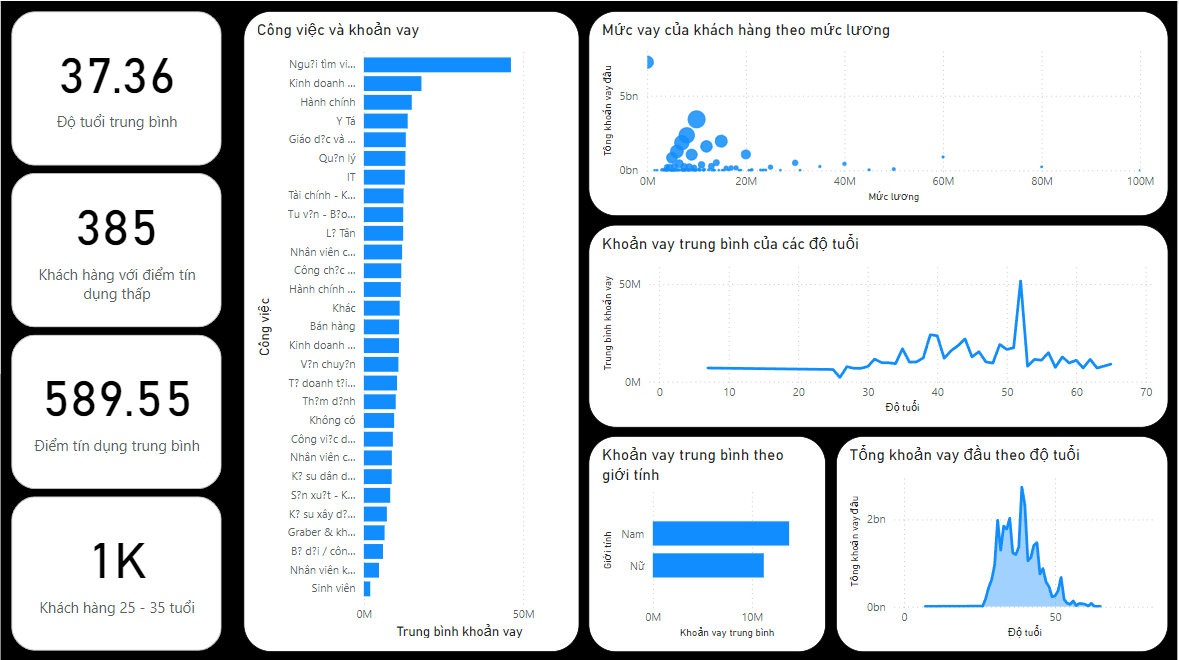 37.36
Độ tuổi trung bình
385
Khách hàng với điểm tín
dụng thấp
589.55
Điểm tín dụng trung bình
1K
Khách hàng 25 - 35 tuổi
Công việc và khoản vay
Công việc
Ngu?i tìm vi...
Kinh doanh ...
Hành chính
Y Tá
Giáo d?c và ...
Qu?n lý
IT
Tài chính - K...
Tu v?n - B?o...
L? Tân
Nhân viên c...
Công ch?c ...
Hành chính ...
Khác
Bán hàng
Kinh doanh ...
V?n chuy?n
T? doanh t?i...
Th?m d?nh
Không có
Công vi?c d...
Nhân viên c...
K? su dân d...
S?n xu?t - K...
K? su xây d?...
Graber & kh...
B? d?i / côn...
Nhân viên k...
Sinh viên
0M 50M
Trung bình khoản vay
Mức vay của khách hàng theo mức lương
Tổng khoản vay đầu
5bn
0bn
0M 20M 40M 60M 80M 100M
Mức lương
Khoản vay trung bình của các độ tuổi
Trung bình khoản vay
50M
0M
0 10 20 30 40 50 60 70
Độ tuổi
Khoản vay trung bình theo
giới tính
Giới tính
Nam
Nữ
0M 10M
Khoản vay trung bình
Tổng khoản vay đầu theo độ tuổi
Tổng khoản vay đầu
2bn
0bn
0 50
Độ tuổi